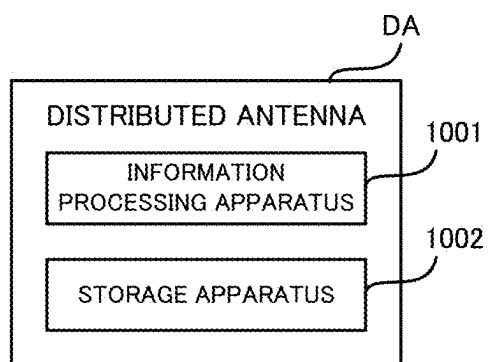 DA
DISTRIBUTED ANTENNA
1001
INFORMATION
PROCESSING APPARATUS
1002
STORAGE APPARATUS